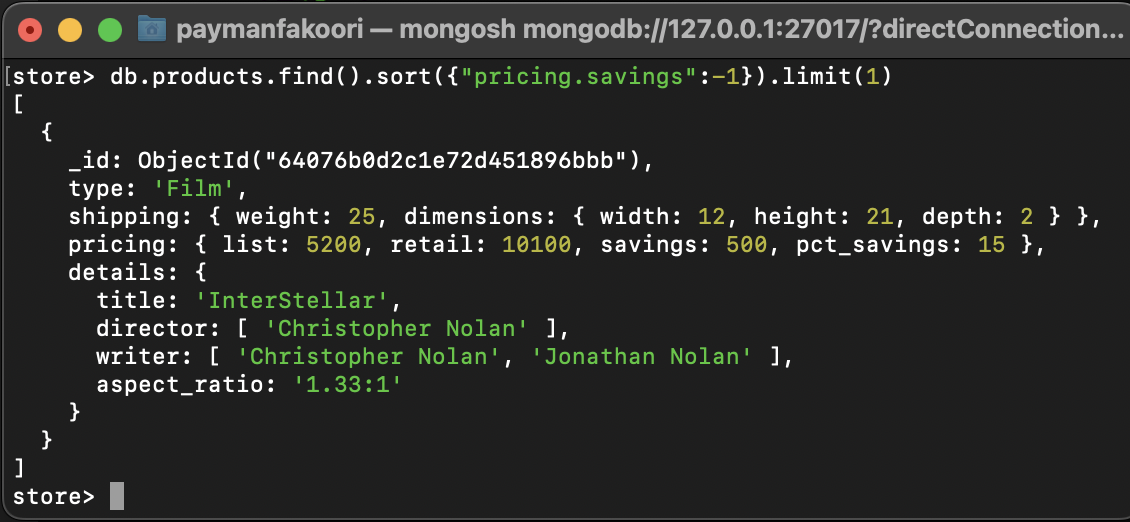 paymanfakoori — mongosh mongodb://127.0.0.1:27017/?directConnection...
[store> db.products.find().sort({"pricing.savings":-1}).limit(1)
[
  {
    _id: ObjectId("64076b0d2c1e72d451896bbb"),
    type: 'Film',
    shipping: { weight: 25, dimensions: { width: 12, height: 21, depth: 2 } },
    pricing: { list: 5200, retail: 10100, savings: 500, pct_savings: 15 },
    details: {
      title: 'InterStellar',
      director: [ 'Christopher Nolan' ],
      writer: [ 'Christopher Nolan', 'Jonathan Nolan' ],
      aspect_ratio: '1.33:1'
    }
  }
]
store>